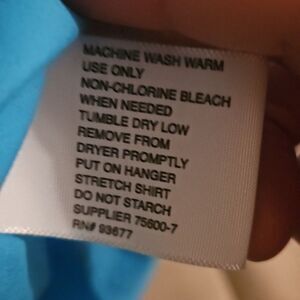 MACHINE WASH WARM
USE ONLY
NON-CHLORINE BLEACH
WHEN NEEDED
TUMBLE DRY LOW
REMOVE FROM
DRYER PROMPTLY
PUT ON HANGER
STRETCH SHIRT
DO NOT STARCH
SUPPLIER 75600-7
RN# 93677